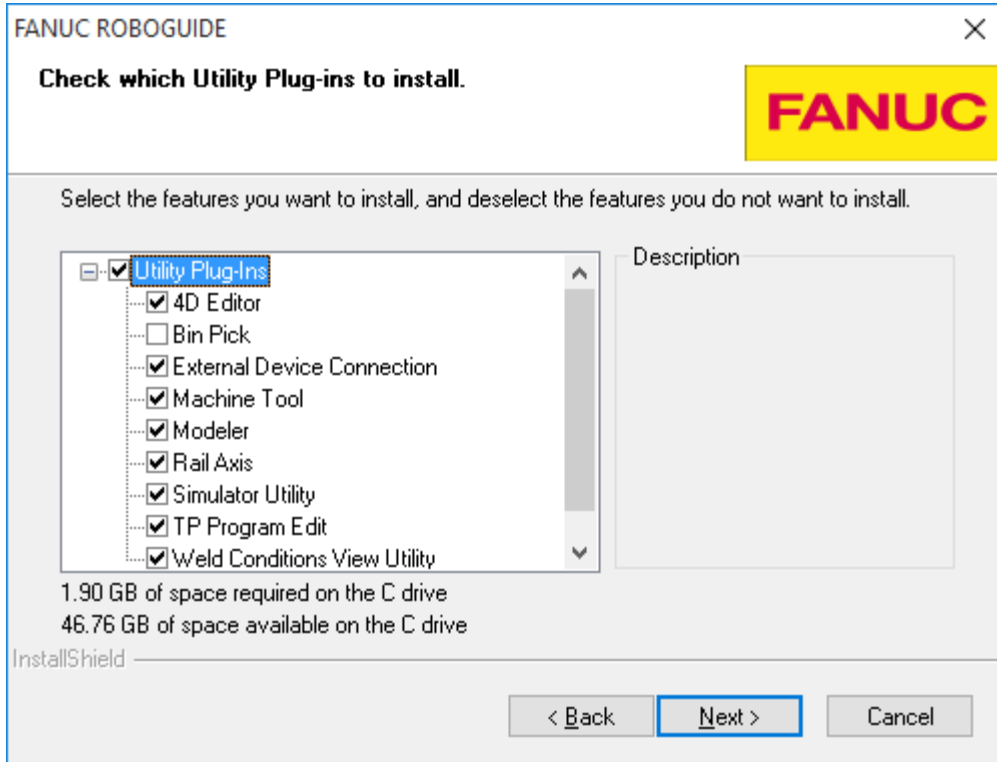 FANUC ROBOGUIDE
Check which Utility Plug-ins to install.
FANUC
Select the features you want to install, and deselect the features you do not want to install.
Utility Plug-Ins
4D Editor
Bin Pick
External Device Connection
Machine Tool
Modeler
Rail Axis
Simulator Utility
TP Program Edit
Weld Conditions View Utility
Description
1.90 GB of space required on the C drive
46.76 GB of space available on the C drive
InstallShield
< Back
Next >
Cancel